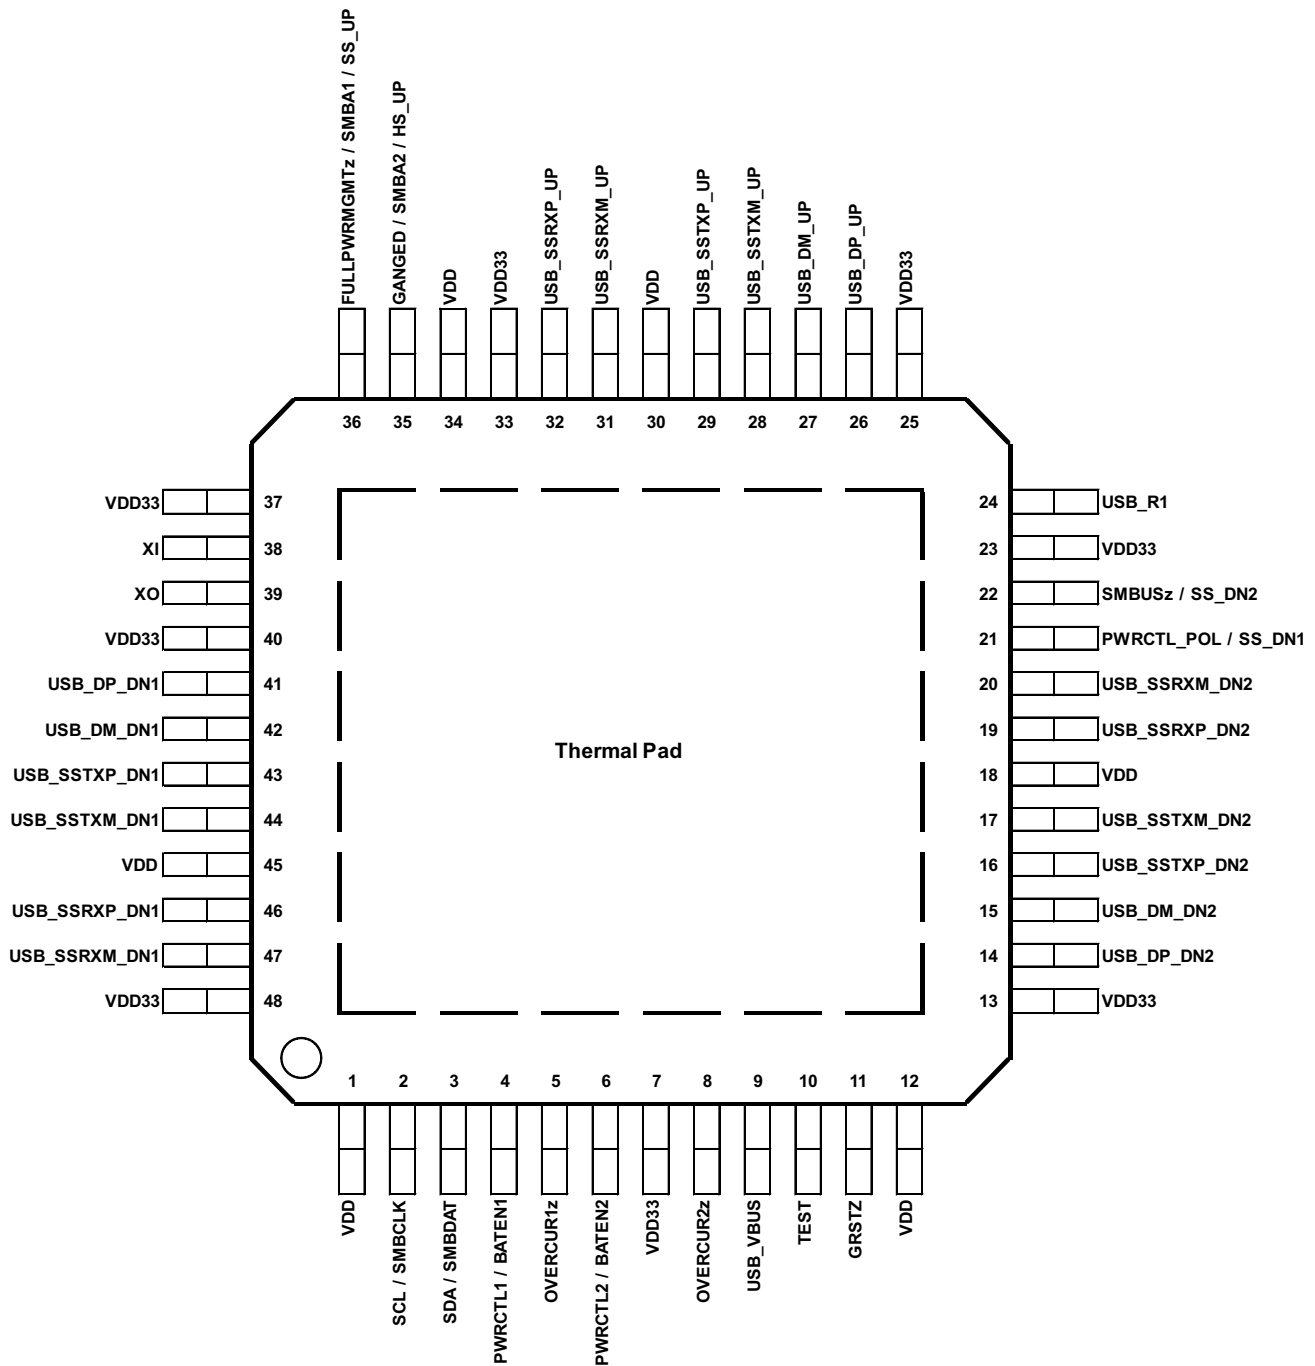 FULLPWRMGMTz / SMBA1 / SS_UP
GANGED / SMBA2 / HS_UP
VDD
VDD33
USB_SSRXP_UP
USB_SSRXM_UP
VDD
USB_SSTXP_UP
USB_SSTXM_UP
USB_DM_UP
USB_DP_UP
VDD33
36 35 34 33 32 31 30 29 28 27 26 25
VDD33 37
XI 38
XO 39
VDD33 40
USB_DP_DN1 41
USB_DM_DN1 42
USB_SSTXP_DN1 43
USB_SSTXM_DN1 44
VDD 45
USB_SSRXP_DN1 46
USB_SSRXM_DN1 47
VDD33 48
Thermal Pad
24 USB_R1
23 VDD33
22 SMBUSz / SS_DN2
21 PWRCTL_POL / SS_DN1
20 USB_SSRXM_DN2
19 USB_SSRXP_DN2
18 VDD
17 USB_SSTXM_DN2
16 USB_SSTXP_DN2
15 USB_DM_DN2
14 USB_DP_DN2
13 VDD33
1 2 3 4 5 6 7 8 9 10 11 12
VDD
SCL / SMBCLK
SDA / SMBDAT
PWRCTL1 / BATEN1
OVERCUR1z
PWRCTL2 / BATEN2
VDD33
OVERCUR2z
USB_VBUS
TEST
GRSTZ
VDD